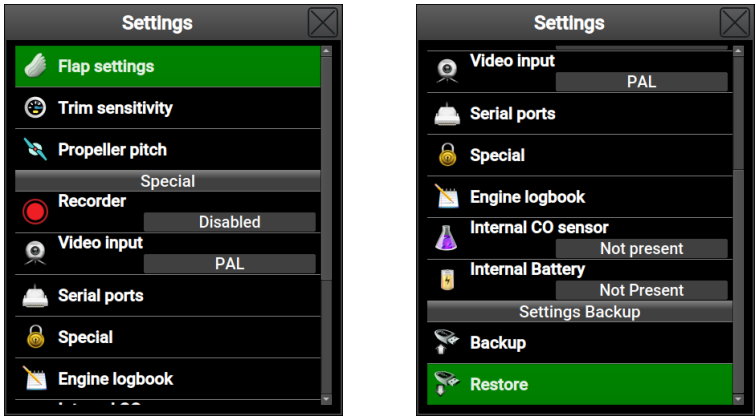 Settings
Flap settings
Trim sensitivity
Propeller pitch
Special
Recorder
Disabled
Video input
PAL
Serial ports
Special
Engine logbook
Settings
Video input
PAL
Serial ports
Special
Engine logbook
Internal CO sensor
Not present
Internal Battery
Not Present
Settings Backup
Backup
Restore